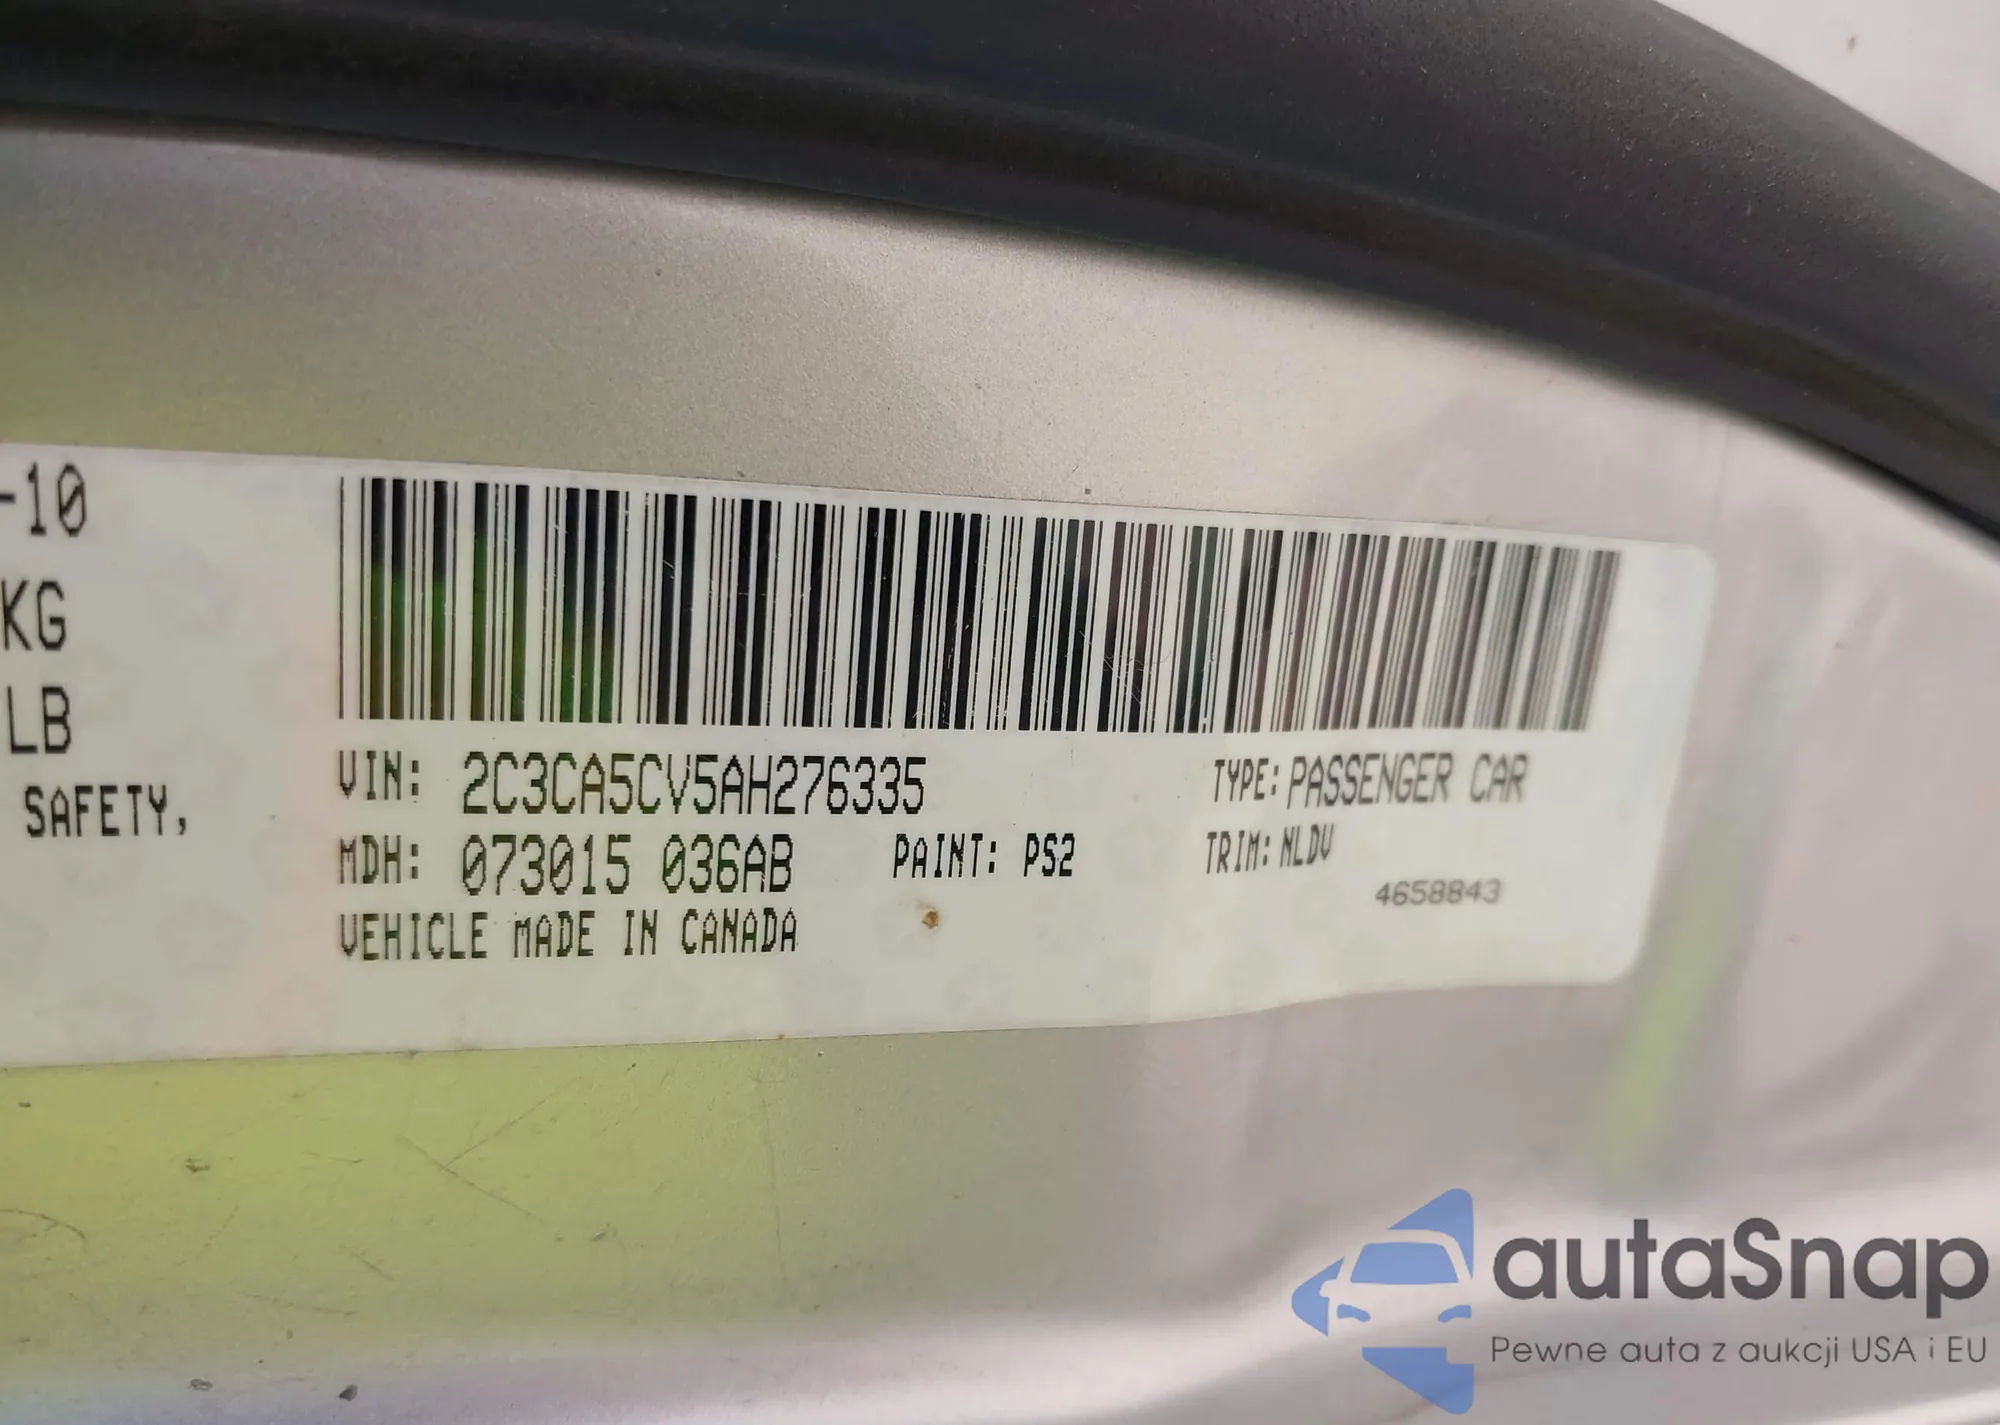 -10
KG
LB
SAFETY,
VIN: 2C3CA5CV5AH276335
TYPE: PASSENGER CAR
MDH: 073015 036AB
PAINT: PS2
TRIM: NLDV
4658843
VEHICLE MADE IN CANADA
autaSnap
Pewne auta z aukcji USA i EU